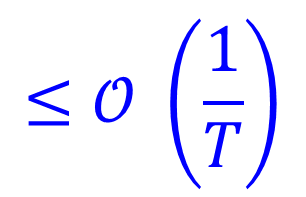 ≤ 𝒪 (1/T)